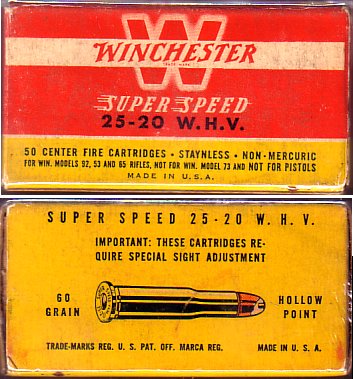 W
WINCHESTER
TRADE MARK
SUPER SPEED
25-20 W.H.V.
50 CENTER FIRE CARTRIDGES • STAYNLESS • NON-MERCURIC
FOR WIN. MODELS 92, 53 AND 65 RIFLES, NOT FOR WIN. MODEL 73 AND NOT FOR PISTOLS
MADE IN U.S.A.
SUPER SPEED 25-20 W. H. V.
IMPORTANT: THESE CARTRIDGES RE-
QUIRE SPECIAL SIGHT ADJUSTMENT
60
GRAIN
HOLLOW
POINT
TRADE-MARKS REG. U. S. PAT. OFF. MARCA REG.
MADE IN U. S. A.